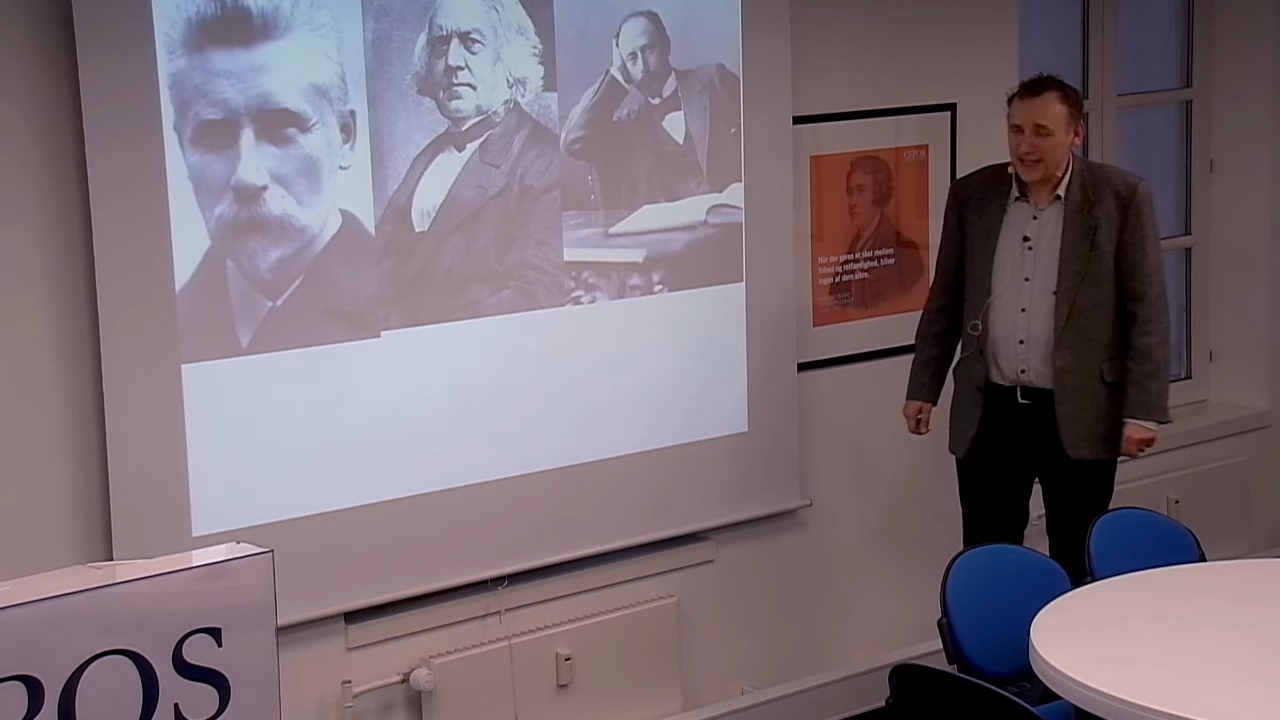 CEPOS
Når der gøres et skel mellem
frihed og retfærdighed, bliver
ingen af dem sikre.
POS